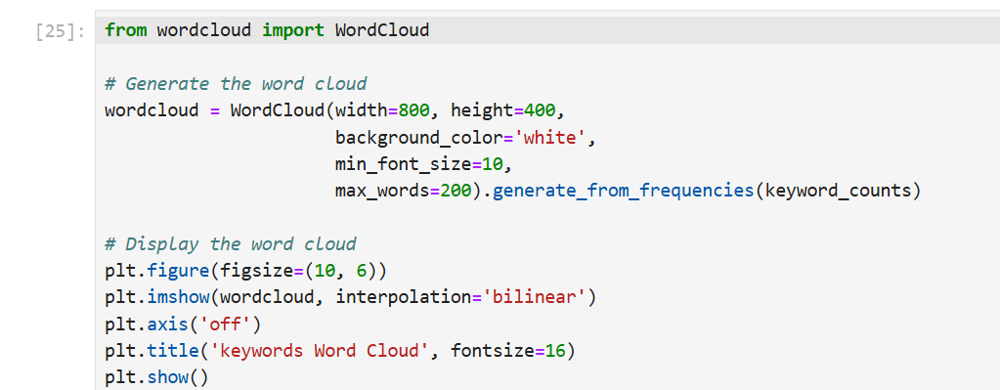 [25]: from wordcloud import WordCloud
# Generate the word cloud
wordcloud = WordCloud(width=800, height=400,
background_color='white',
min_font_size=10,
max_words=200).generate_from_frequencies(keyword_counts)
# Display the word cloud
plt.figure(figsize=(10, 6))
plt.imshow(wordcloud, interpolation='bilinear')
plt.axis('off')
plt.title('keywords Word Cloud', fontsize=16)
plt.show()